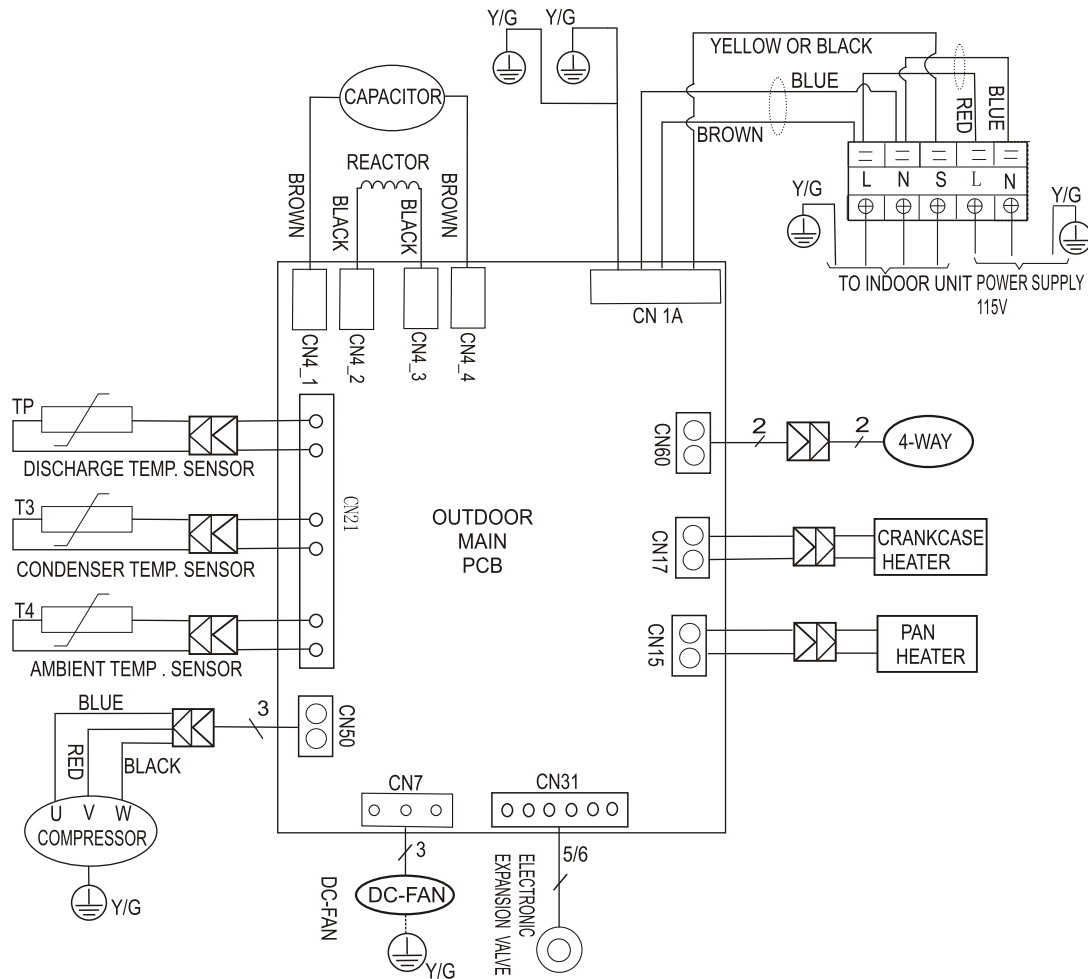 Y/G
Y/G
YELLOW OR BLACK
BLUE
BROWN
RED
BLUE
CAPACITOR
REACTOR
BROWN
BLACK
BLACK
BROWN
L N S L N
Y/G
Y/G
TO INDOOR UNIT
POWER SUPPLY
115V
CN 1A
CN4_1
CN4_2
CN4_3
CN4_4
TP
DISCHARGE TEMP. SENSOR
T3
CONDENSER TEMP. SENSOR
T4
AMBIENT TEMP . SENSOR
CN21
OUTDOOR
MAIN
PCB
CN60
2
2
4-WAY
CN17
CRANKCASE
HEATER
CN15
PAN
HEATER
BLUE
RED
BLACK
3
CN50
U V W
COMPRESSOR
Y/G
CN7
3
DC-FAN
DC-FAN
Y/G
CN31
5/6
ELECTRONIC
EXPANSION VALVE